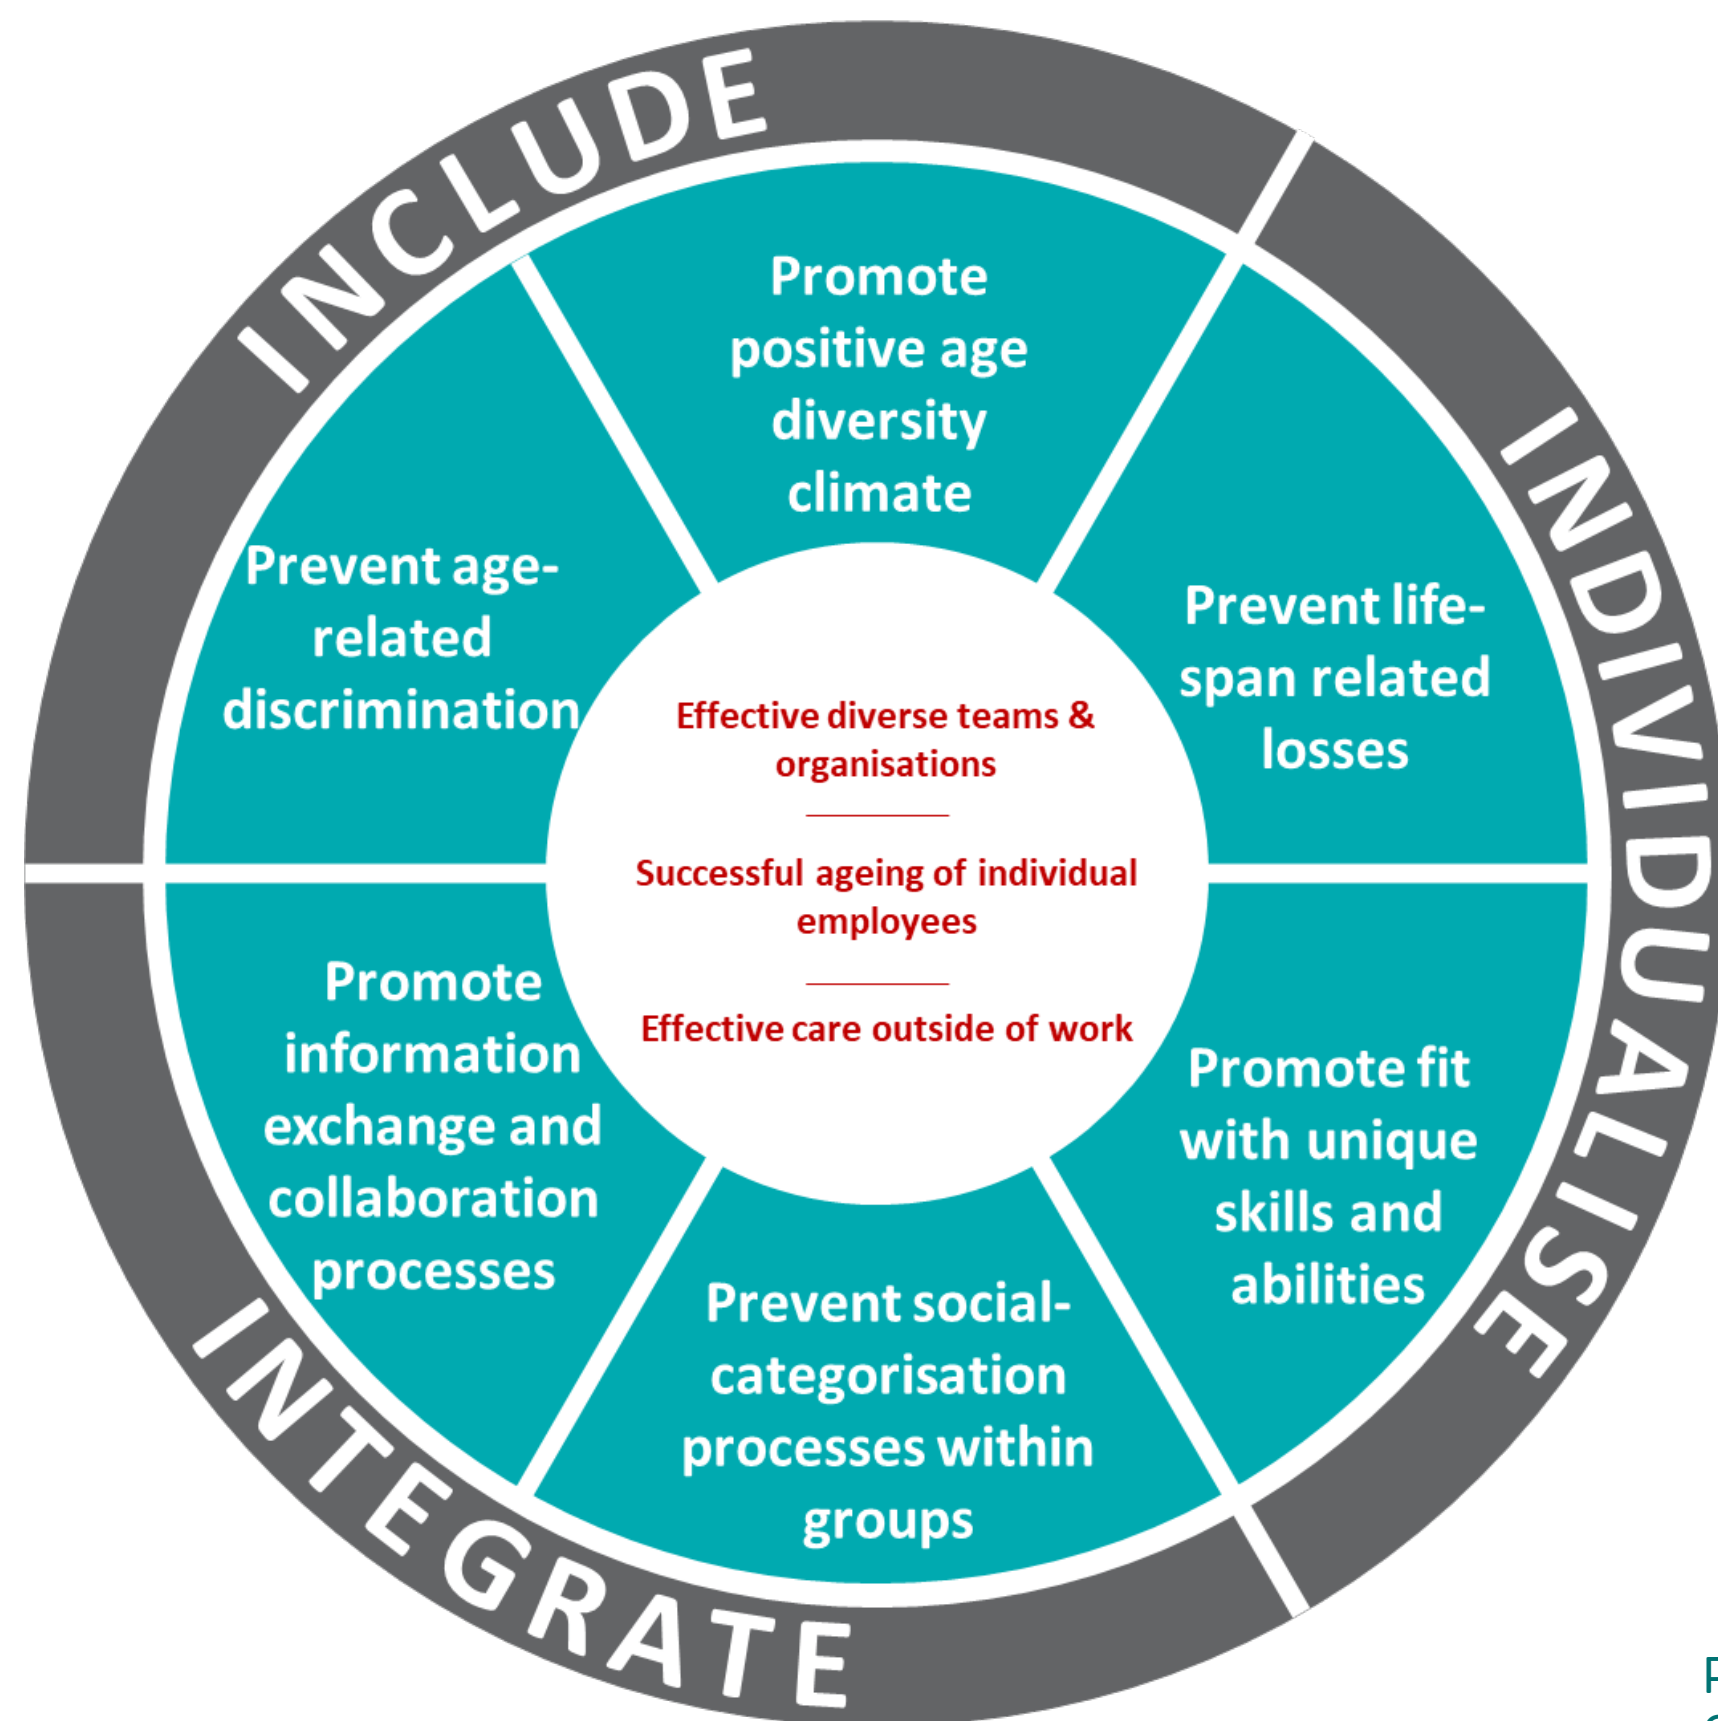 INCLUDE
Promote
positive age
diversity
climate
Prevent age-
related
discrimination
Prevent life-
span related
losses
INDIVIDUALISE
Effective diverse teams &
organisations
Successful ageing of individual
employees
Effective care outside of work
Promote
information
exchange and
collaboration
processes
Promote fit
with unique
skills and
abilities
Prevent social-
categorisation
processes within
groups
INTEGRATE